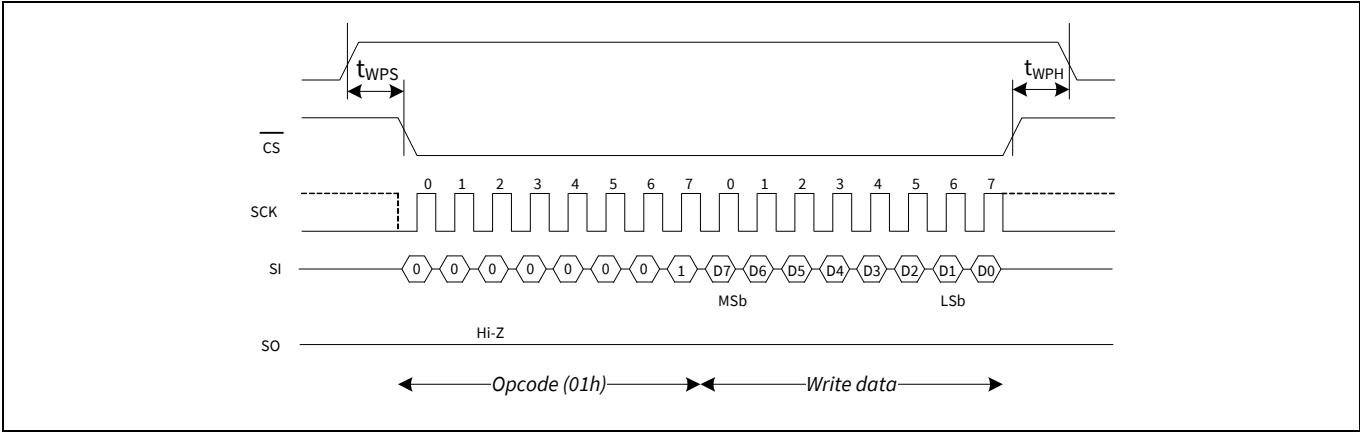 tWPS
tWPH
CS
0 1 2 3 4 5 6 7 0 1 2 3 4 5 6 7
SCK
SI
0 0 0 0 0 0 0 1 D7 D6 D5 D4 D3 D2 D1 D0
MSb LSb
Hi-Z
SO
Opcode (01h) Write data